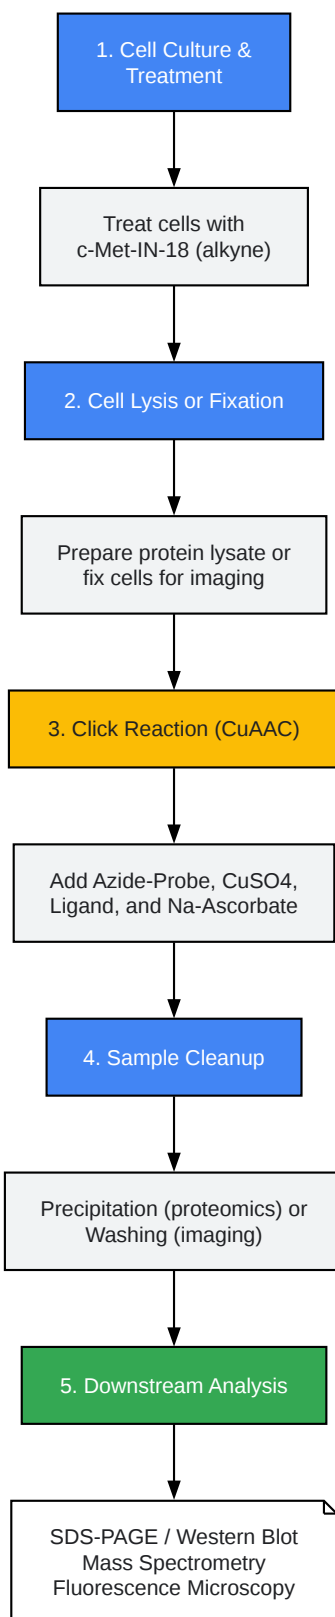 1. Cell Culture &
Treatment
Treat cells with
c-Met-IN-18 (alkyne)
2. Cell Lysis or Fixation
Prepare protein lysate or
fix cells for imaging
3. Click Reaction (CuAAC)
Add Azide-Probe, CuSO4,
Ligand, and Na-Ascorbate
4. Sample Cleanup
Precipitation (proteomics) or
Washing (imaging)
5. Downstream Analysis
SDS-PAGE / Western Blot
Mass Spectrometry
Fluorescence Microscopy